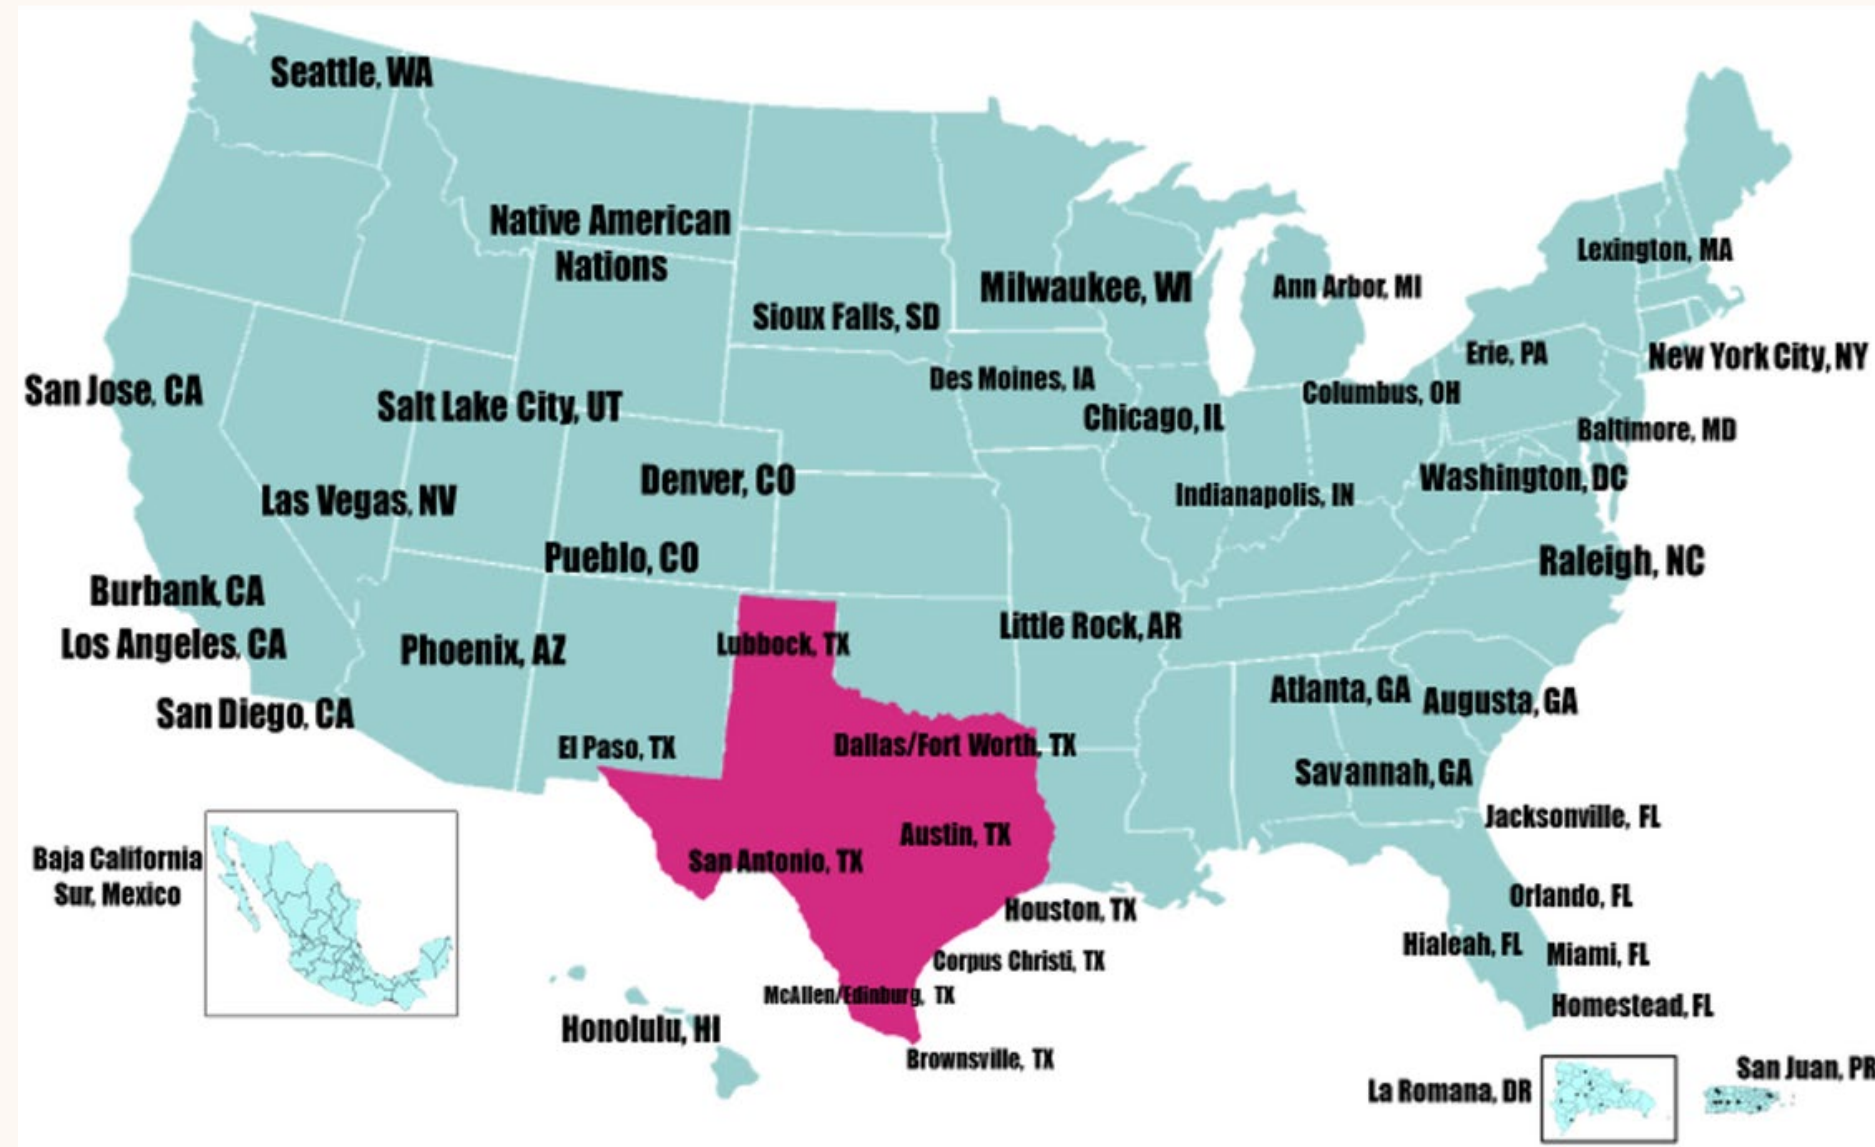 Seattle, WA
Native American
Nations
Lexington, MA
Milwaukee, WI
Ann Arbor, MI
Sioux Falls, SD
Erie, PA
New York City, NY
Des Moines, IA
San Jose, CA
Salt Lake City, UT
Columbus, OH
Chicago, IL
Baltimore, MD
Denver, CO
Washington, DC
Las Vegas, NV
Indianapolis, IN
Pueblo, CO
Raleigh, NC
Burbank, CA
Little Rock, AR
Los Angeles, CA
Phoenix, AZ
Lubbock, TX
Atlanta, GA
Augusta, GA
San Diego, CA
El Paso, TX
Dallas/Fort Worth, TX
Savannah, GA
Jacksonville, FL
Austin, TX
San Antonio, TX
Baja California
Sur, Mexico
Orlando, FL
Houston, TX
Hialeah, FL
Miami, FL
Corpus Christi, TX
McAllen/Edinburg, TX
Homestead, FL
Honolulu, HI
Brownsville, TX
San Juan, PR
La Romana, DR